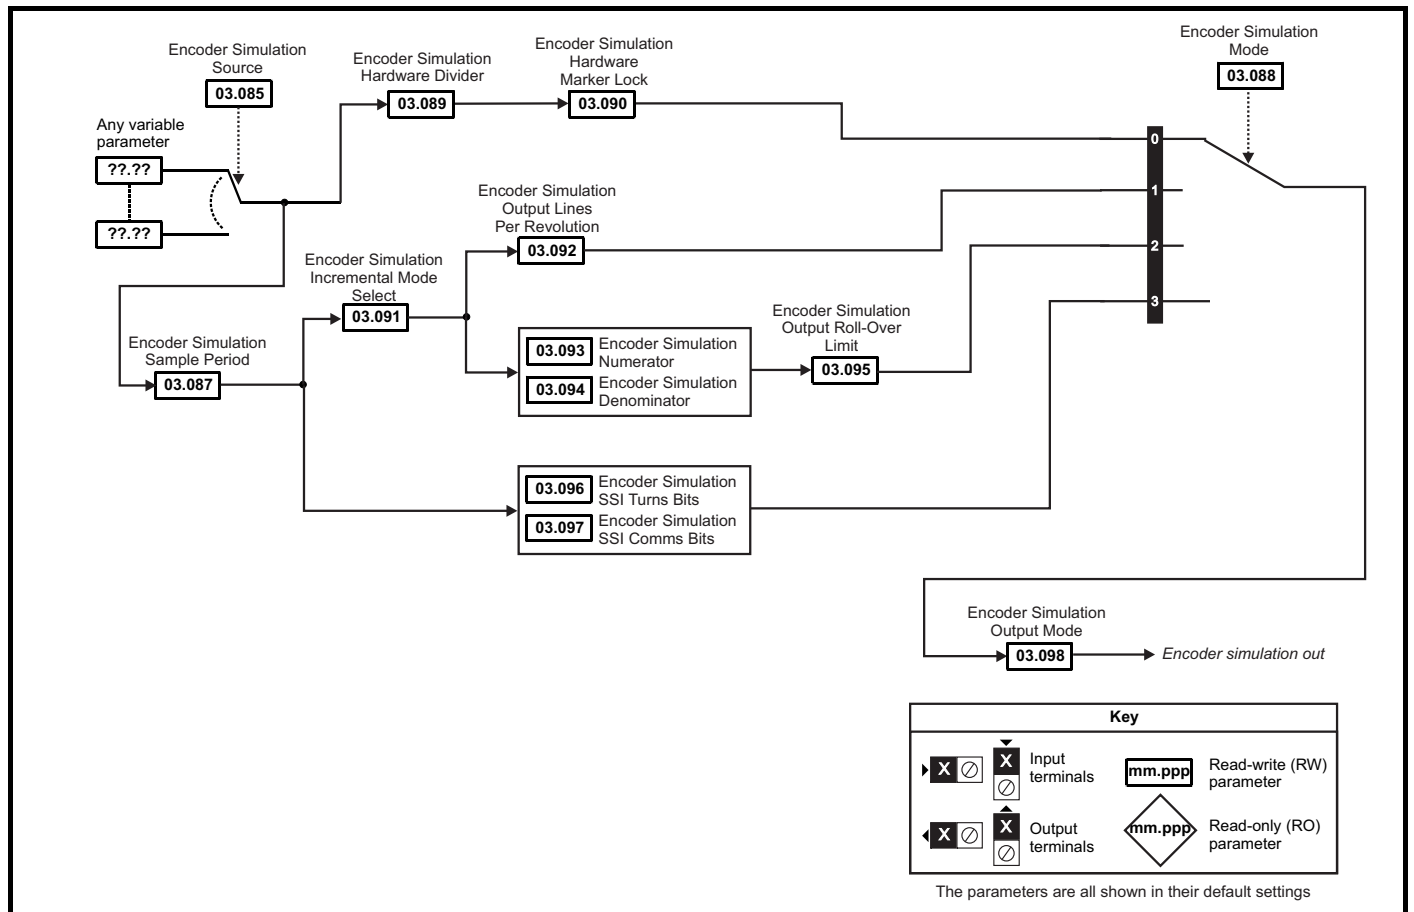 Encoder Simulation
Source
03.085
Encoder Simulation
Hardware Divider
03.089
Encoder Simulation
Hardware
Marker Lock
03.090
Encoder Simulation
Mode
03.088
Any variable
parameter
??.??
??.??
0
1
2
3
Encoder Simulation
Output Lines
Per Revolution
03.092
Encoder Simulation
Incremental Mode
Select
03.091
Encoder Simulation
Sample Period
03.087
03.093
Encoder Simulation
Numerator
03.094
Encoder Simulation
Denominator
Encoder Simulation
Output Roll-Over
Limit
03.095
03.096
Encoder Simulation
SSI Turns Bits
03.097
Encoder Simulation
SSI Comms Bits
Encoder Simulation
Output Mode
03.098
Encoder simulation out
Key
X
X
Input
terminals
mm.ppp
Read-write (RW)
parameter
X
X
Output
terminals
mm.ppp
Read-only (RO)
parameter
The parameters are all shown in their default settings